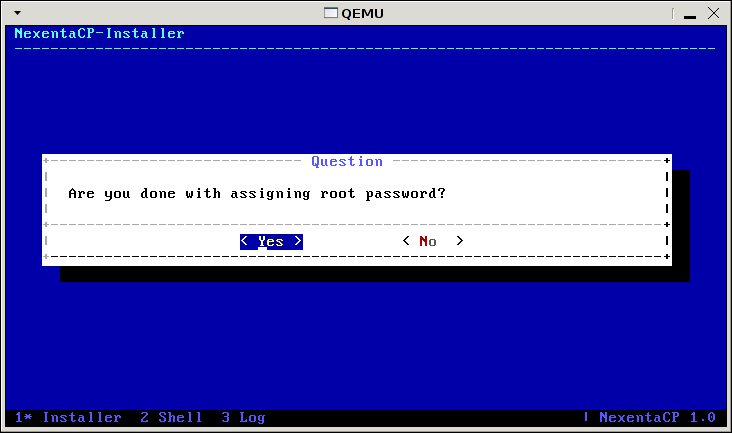 QEMU
NexentaCP-Installer
Question
Are you done with assigning root password?
< Yes > < No >
1* Installer 2 Shell 3 Log | NexentaCP 1.0